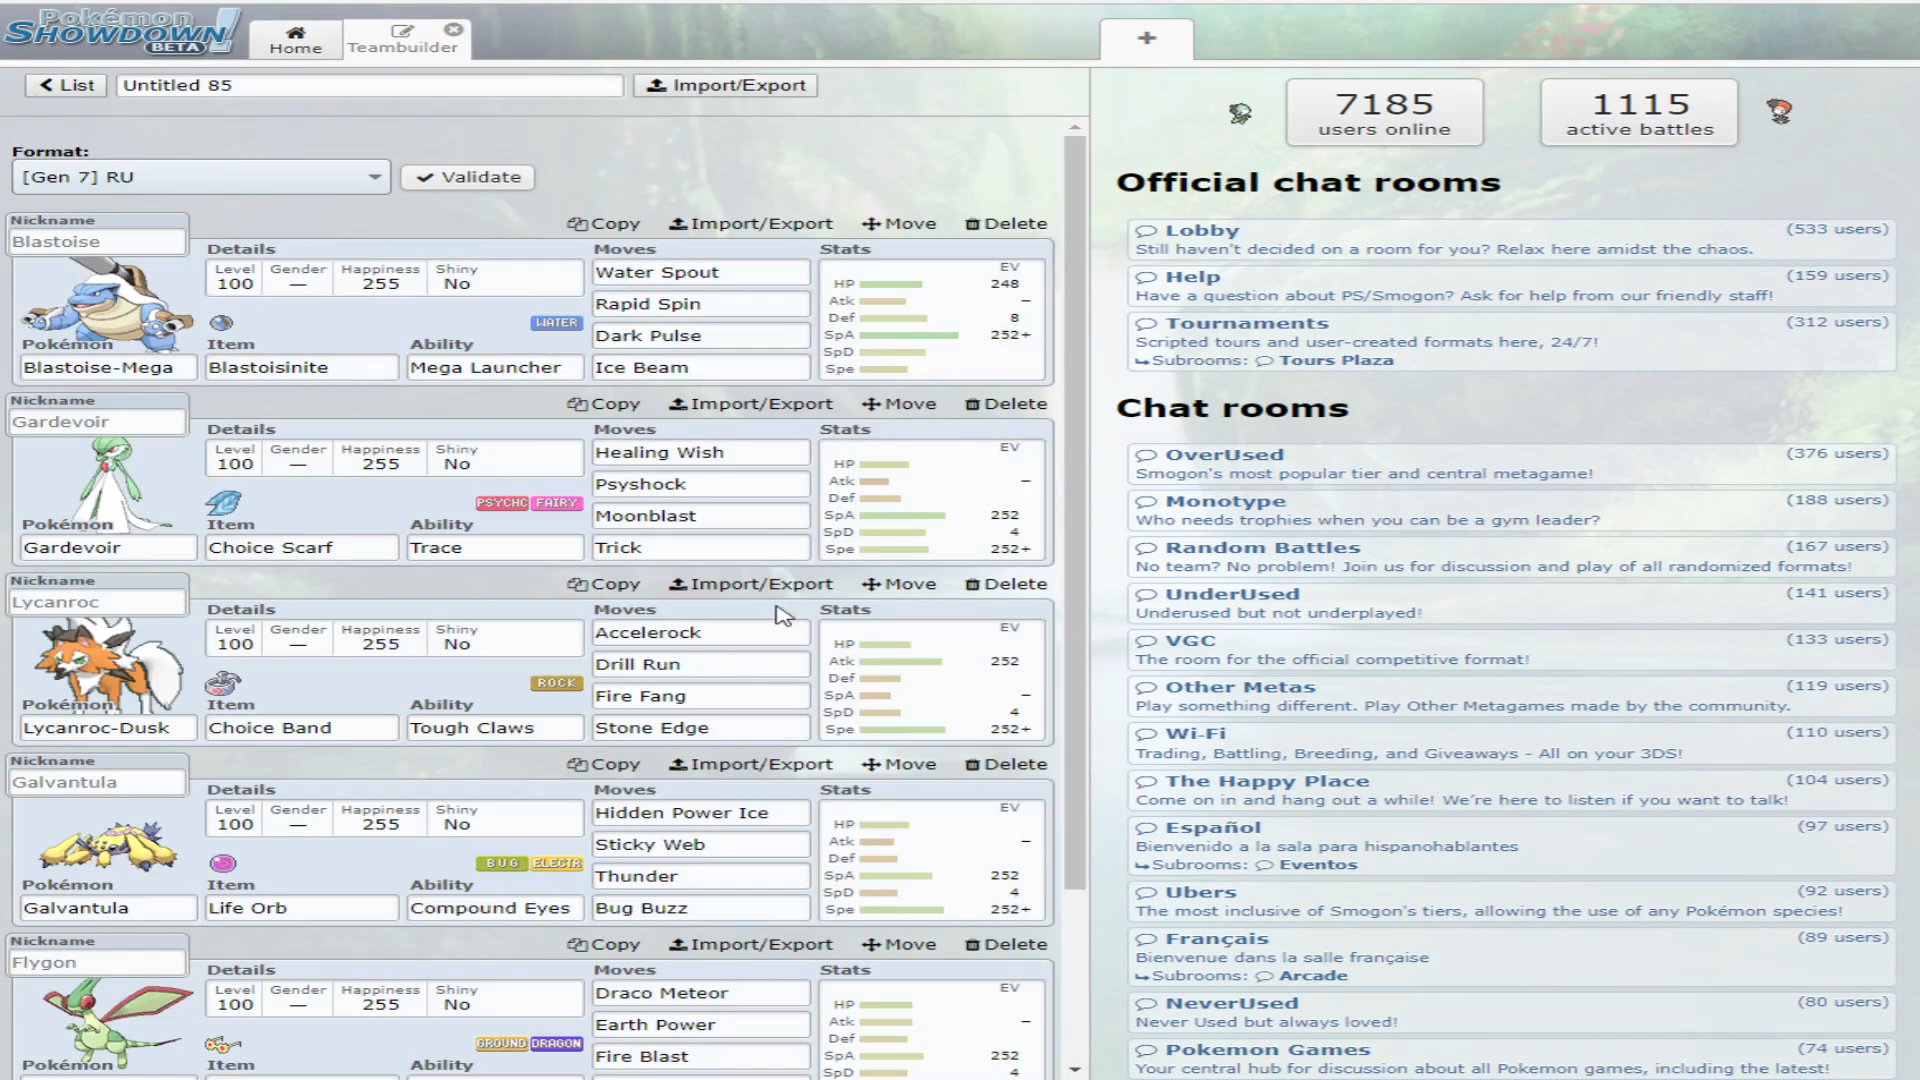 Pokémon
SHOWDOWN!
BETA
Home
Teambuilder
+
List
Untitled 85
Import/Export
Format:
[Gen 7] RU
Validate
Nickname
Blastoise
Copy Import/Export Move Delete
Details
Level Gender Happiness Shiny
100 — 255 No
WATER
Pokémon Item Ability
Blastoise-Mega Blastoisinite Mega Launcher
Moves
Water Spout
Rapid Spin
Dark Pulse
Ice Beam
Stats
EV
HP 248
Atk –
Def 8
SpA 252+
SpD
Spe
Nickname
Gardevoir
Copy Import/Export Move Delete
Details
Level Gender Happiness Shiny
100 — 255 No
PSYCHC FAIRY
Pokémon Item Ability
Gardevoir Choice Scarf Trace
Moves
Healing Wish
Psyshock
Moonblast
Trick
Stats
EV
HP
Atk –
Def
SpA 252
SpD 4
Spe 252+
Nickname
Lycanroc
Copy Import/Export Move Delete
Details
Level Gender Happiness Shiny
100 — 255 No
ROCK
Pokémon Item Ability
Lycanroc-Dusk Choice Band Tough Claws
Moves
Accelerock
Drill Run
Fire Fang
Stone Edge
Stats
EV
HP
Atk 252
Def
SpA –
SpD 4
Spe 252+
Nickname
Galvantula
Copy Import/Export Move Delete
Details
Level Gender Happiness Shiny
100 — 255 No
BUG ELECTR
Pokémon Item Ability
Galvantula Life Orb Compound Eyes
Moves
Hidden Power Ice
Sticky Web
Thunder
Bug Buzz
Stats
EV
HP
Atk –
Def
SpA 252
SpD 4
Spe 252+
Nickname
Flygon
Copy Import/Export Move Delete
Details
Level Gender Happiness Shiny
100 — 255 No
GROUND DRAGON
Pokémon Item Ability
Moves
Draco Meteor
Earth Power
Fire Blast
Stats
EV
HP
Atk –
Def
SpA 252
SpD 4
7185
users online
1115
active battles
Official chat rooms
Lobby (533 users)
Still haven't decided on a room for you? Relax here amidst the chaos.
Help (159 users)
Have a question about PS/Smogon? Ask for help from our friendly staff!
Tournaments (312 users)
Scripted tours and user-created formats here, 24/7!
Subrooms: Tours Plaza
Chat rooms
OverUsed (376 users)
Smogon's most popular tier and central metagame!
Monotype (188 users)
Who needs trophies when you can be a gym leader?
Random Battles (167 users)
No team? No problem! Join us for discussion and play of all randomized formats!
UnderUsed (141 users)
Underused but not underplayed!
VGC (133 users)
The room for the official competitive format!
Other Metas (119 users)
Play something different. Play Other Metagames made by the community.
Wi-Fi (110 users)
Trading, Battling, Breeding, and Giveaways - All on your 3DS!
The Happy Place (104 users)
Come on in and hang out a while! We're here to listen if you want to talk!
Español (97 users)
Bienvenido a la sala para hispanohablantes
Subrooms: Eventos
Ubers (92 users)
The most inclusive of Smogon's tiers, allowing the use of any Pokémon species!
Français (89 users)
Bienvenue dans la salle française
Subrooms: Arcade
NeverUsed (80 users)
Never Used but always loved!
Pokemon Games (74 users)
Your central hub for discussion about all Pokemon games, including the latest!